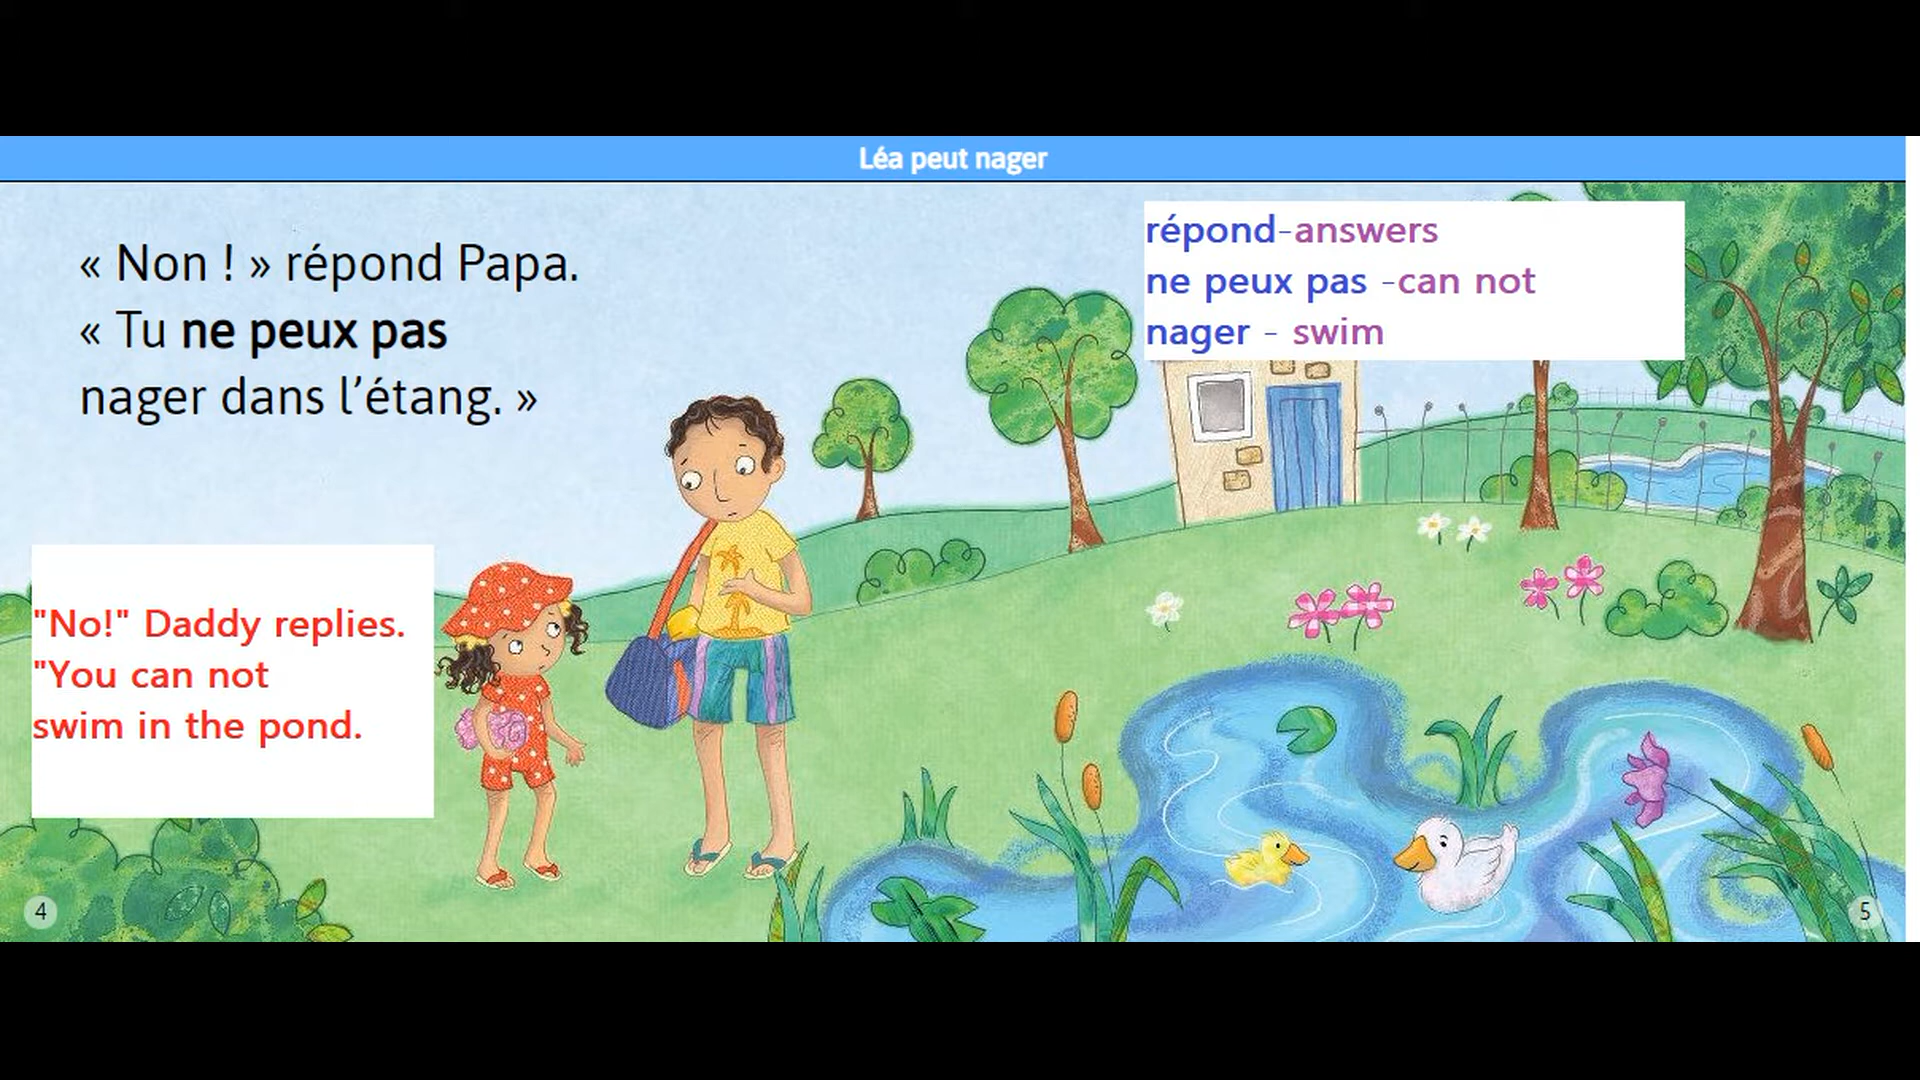 Léa peut nager
« Non ! » répond Papa.
« Tu ne peux pas
nager dans l’étang. »
répond-answers
ne peux pas -can not
nager - swim
"No!" Daddy replies.
"You can not
swim in the pond.
4
5